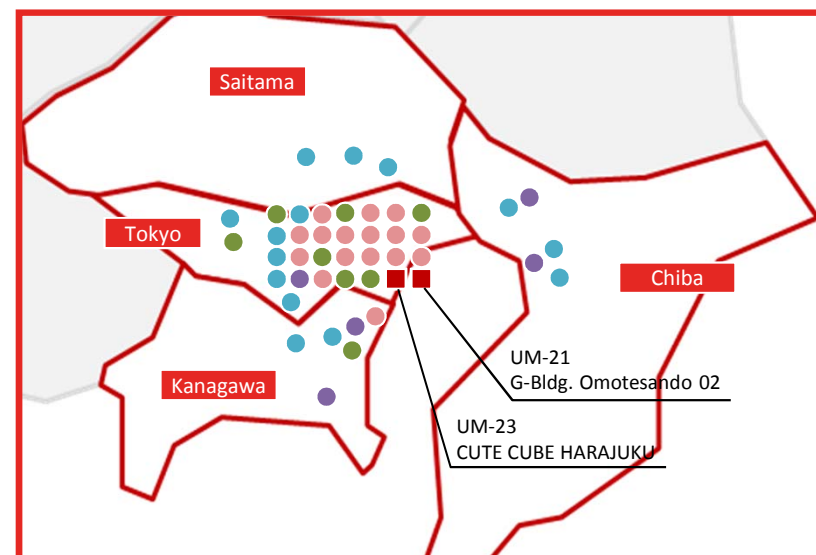 Saitama
Tokyo
Chiba
Kanagawa
UM-21
G-Bldg. Omotesando 02
UM-23
CUTE CUBE HARAJUKU